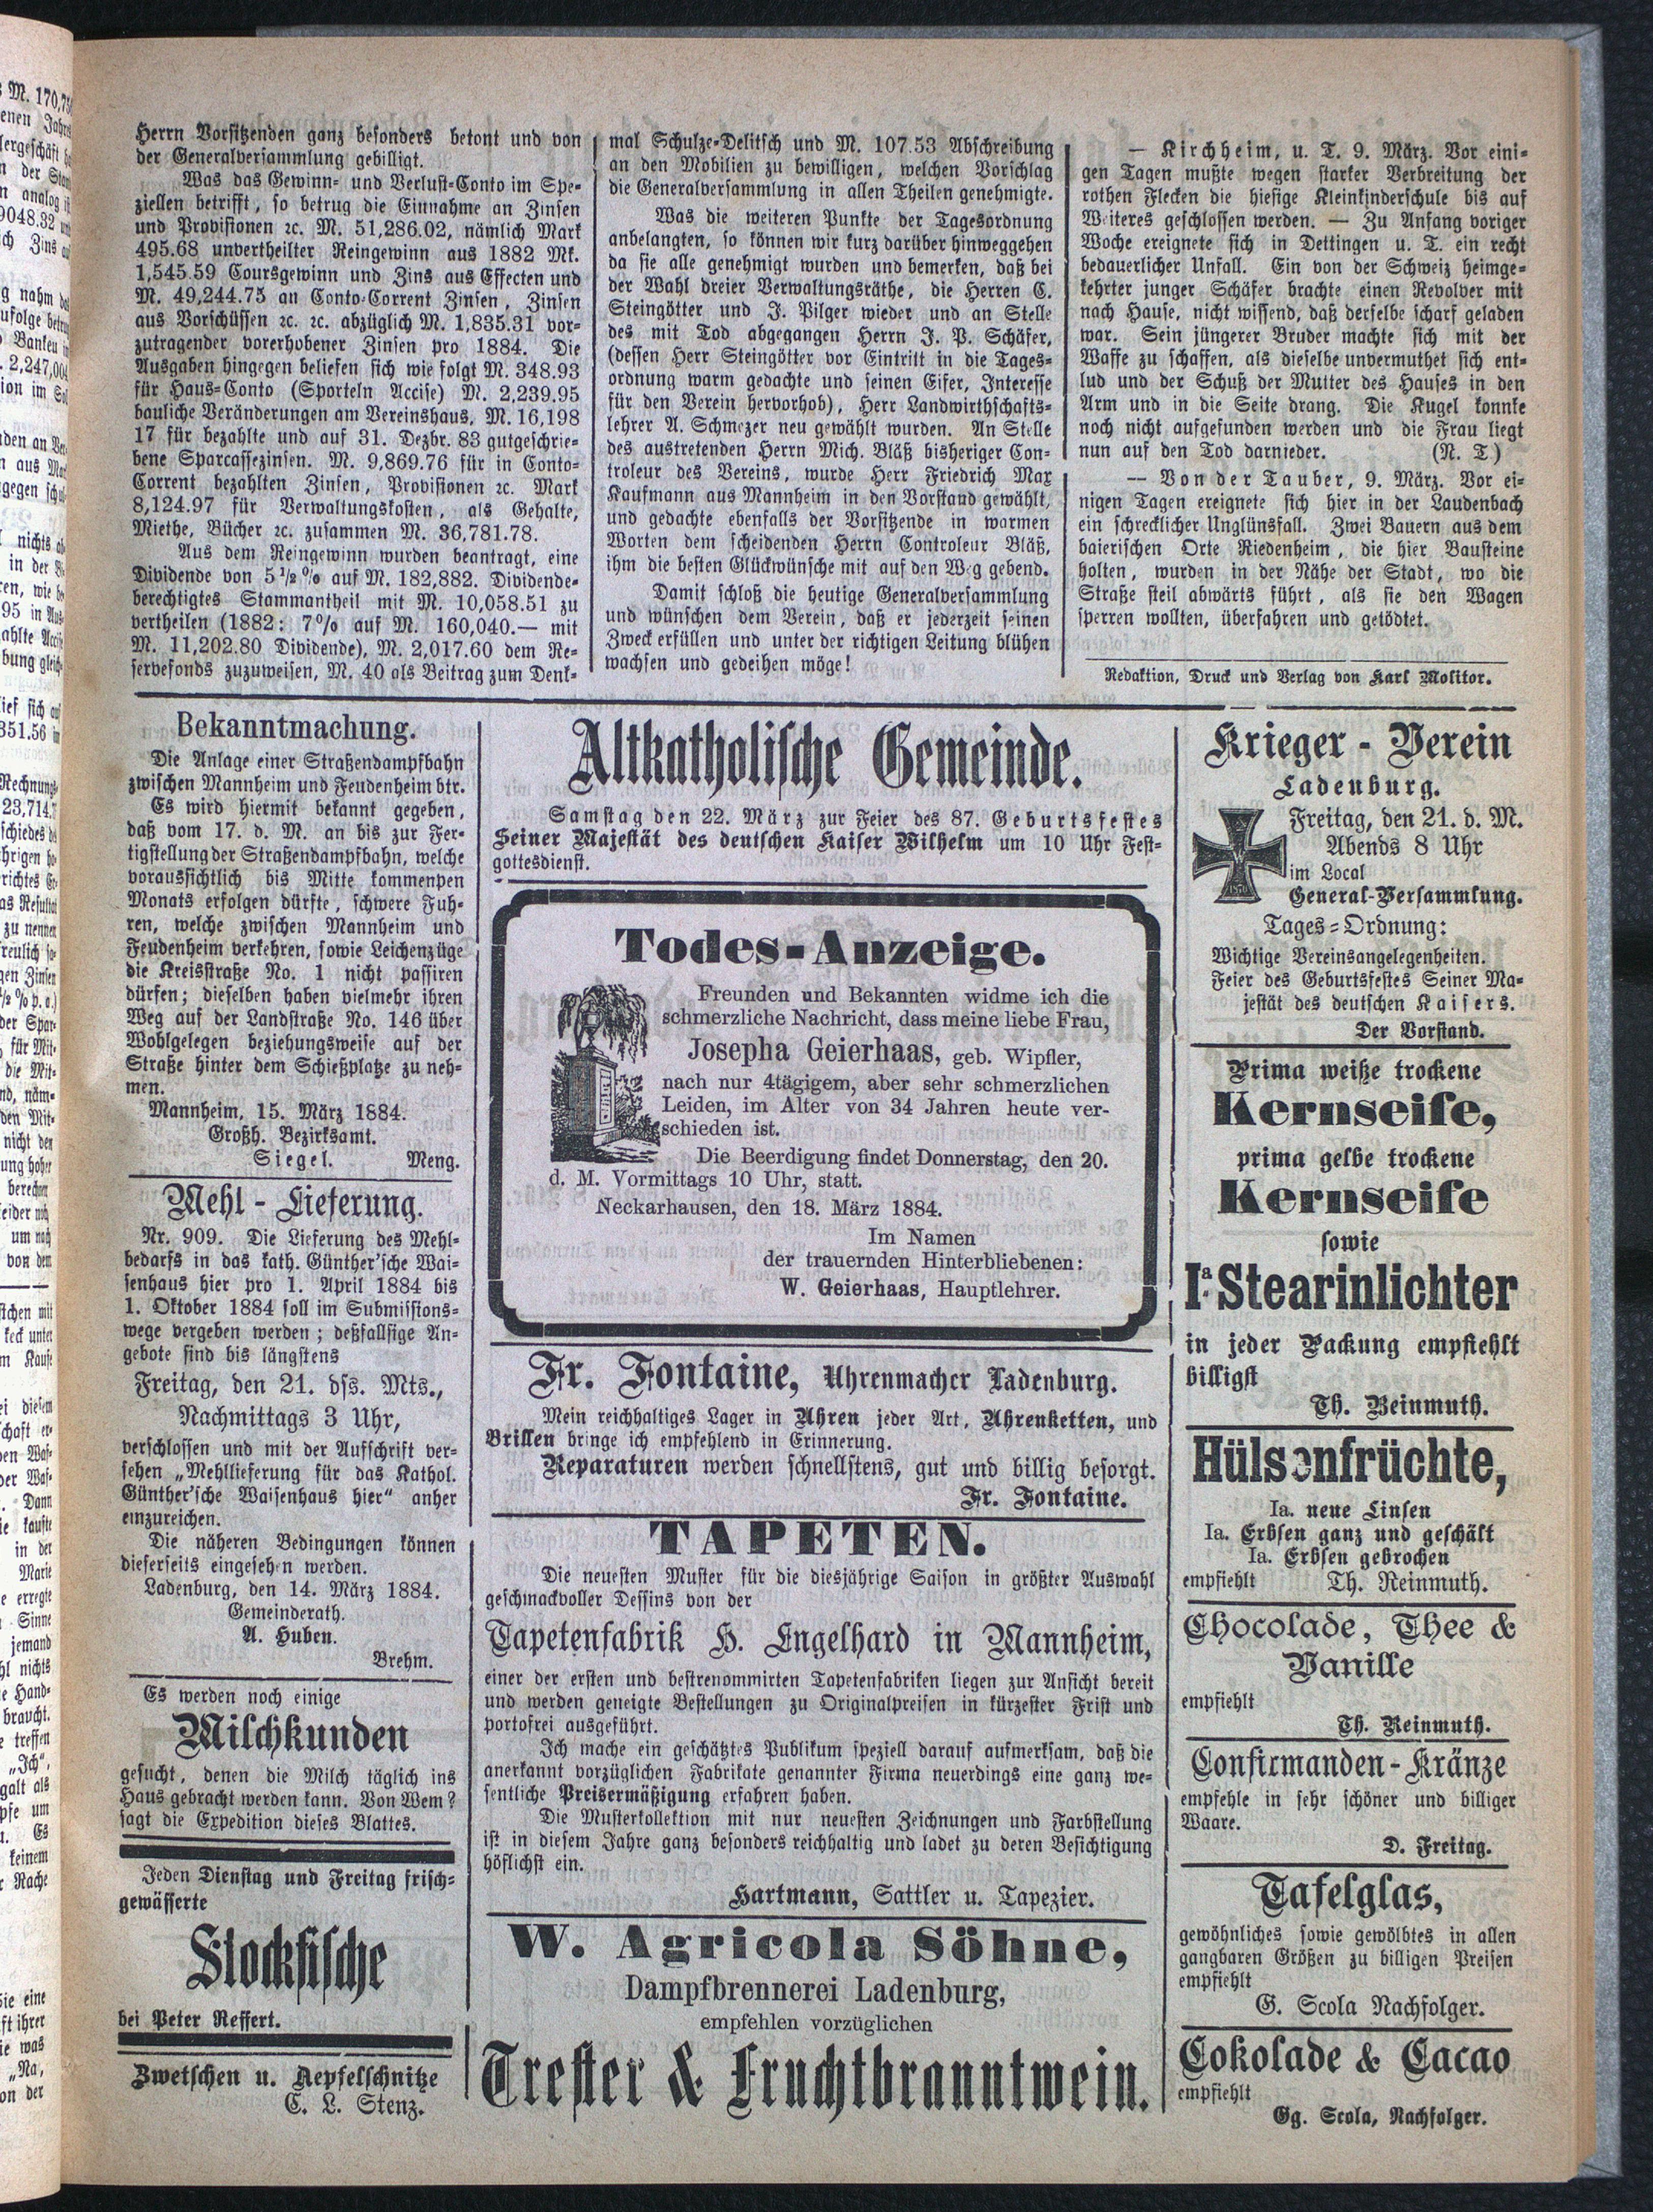 Herrn Vorsitzenden ganz besonders betont und von
der Generalversammlung gebilligt.
Was das Gewinn- und Verlust-Conto im Spe-
ziellen betrifft, so betrug die Einnahme an Zinsen
und Provisionen ꝛc. M. 51,286.02, nämlich Mark
495.68 unvertheilter Reingewinn aus 1882 Mk.
1,545.59 Coursgewinn und Zins aus Effecten und
M. 49,244.75 an Conto-Corrent Zinsen, Zinsen
aus Vorschüssen ꝛc. ꝛc. abzüglich M. 1,835.31 vor-
zutragender vorerhobener Zinsen pro 1884. Die
Ausgaben hingegen beliefen sich wie folgt M. 348.93
für Haus-Conto (Sporteln Accise) M. 2,239.95
bauliche Veränderungen am Vereinshaus, M. 16,198
17 für bezahlte und auf 31. Dezbr. 83 gutgeschrie-
bene Sparcassezinsen. M. 9,869.76 für in Conto-
Corrent bezahlten Zinsen, Provisionen ꝛc. Mark
8,124.97 für Verwaltungskosten, als Gehalte,
Miethe, Bücher ꝛc. zusammen M. 36,781.78.
Aus dem Reingewinn wurden beantragt, eine
Dividende von 5½% auf M. 182,882. Dividende-
berechtigtes Stammantheil mit M. 10,058.51 zu
vertheilen (1882: 7% auf M. 160,040.— mit
M. 11,202.80 Dividende), M. 2,017.60 dem Re-
servefonds zuzuweisen, M. 40 als Beitrag zum Denk-
mal Schulze-Delitsch und M. 107.53 Abschreibung
an den Mobilien zu bewilligen, welchen Vorschlag
die Generalversammlung in allen Theilen genehmigte.
Was die weiteren Punkte der Tagesordnung
anbelangten, so können wir kurz darüber hinweggehen
da sie alle genehmigt wurden und bemerken, daß bei
der Wahl dreier Verwaltungsräthe, die Herren C.
Steingötter und J. Pilger wieder und an Stelle
des mit Tod abgegangen Herrn J. P. Schäfer,
(dessen Herr Steingötter vor Eintritt in die Tages-
ordnung warm gedachte und seinen Eifer, Interesse
für den Verein hervorhob), Herr Landwirthschafts-
lehrer A. Schmezer neu gewählt wurden. An Stelle
des austretenden Herrn Mich. Bläß bisheriger Con-
troleur des Vereins, wurde Herr Friedrich Max
Kaufmann aus Mannheim in den Vorstand gewählt,
und gedachte ebenfalls der Vorsitzende in warmen
Worten dem scheidenden Herrn Controleur Bläß,
ihm die besten Glückwünsche mit auf den Weg gebend.
Damit schloß die heutige Generalversammlung
und wünschen dem Verein, daß er jederzeit seinen
Zweck erfüllen und unter der richtigen Leitung blühen
wachsen und gedeihen möge!
— Kirchheim, u. T. 9. März. Vor eini-
gen Tagen mußte wegen starker Verbreitung der
rothen Flecken die hiesige Kleinkinderschule bis auf
Weiteres geschlossen werden. — Zu Anfang voriger
Woche ereignete sich in Dettingen u. T. ein recht
bedauerlicher Unfall. Ein von der Schweiz heimge-
kehrter junger Schäfer brachte einen Revolver mit
nach Hause, nicht wissend, daß derselbe scharf geladen
war. Sein jüngerer Bruder machte sich mit der
Waffe zu schaffen, als dieselbe unvermuthet sich ent-
lud und der Schuß der Mutter des Hauses in den
Arm und in die Seite drang. Die Kugel konnte
noch nicht aufgefunden werden und die Frau liegt
nun auf den Tod darnieder. (N. T.)
— Von der Tauber, 9. März. Vor ei-
nigen Tagen ereignete sich hier in der Laudenbach
ein schrecklicher Unglünsfall. Zwei Bauern aus dem
baierischen Orte Riedenheim, die hier Bausteine
holten, wurden in der Nähe der Stadt, wo die
Straße steil abwärts führt, als sie den Wagen
sperren wollten, überfahren und getödtet.
Redaktion, Druck und Verlag von Karl Molitor.
Bekanntmachung.
Die Anlage einer Straßendampfbahn
zwischen Mannheim und Feudenheim btr.
Es wird hiermit bekannt gegeben,
daß vom 17. d. M. an bis zur Fer-
tigstellung der Straßendampfbahn, welche
voraussichtlich bis Mitte kommenpen
Monats erfolgen dürfte, schwere Fuh-
ren, welche zwischen Mannheim und
Feudenheim verkehren, sowie Leichenzüge
die Kreisstraße No. 1 nicht passiren
dürfen; dieselben haben vielmehr ihren
Weg auf der Landstraße No. 146 über
Wohlgelegen beziehungsweise auf der
Straße hinter dem Schießplatze zu neh-
men.
Mannheim, 15. März 1884.
Großh. Bezirksamt.
Siegel. Meng.
Mehl - Lieferung.
Nr. 909. Die Lieferung des Mehl-
bedarfs in das kath. Günther'sche Wai-
senhaus hier pro 1. April 1884 bis
1. Oktober 1884 soll im Submissions-
wege vergeben werden; deßfallsige An-
gebote sind bis längstens
Freitag, den 21. dss. Mts.,
Nachmittags 3 Uhr,
verschlossen und mit der Aufschrift ver-
sehen „Mehllieferung für das Kathol.
Günther'sche Waisenhaus hier“ anher
einzureichen.
Die näheren Bedingungen können
dieserseits eingesehen werden.
Ladenburg, den 14. März 1884.
Gemeinderath.
A. Huben.
Brehm.
Es werden noch einige
Milchkunden
gesucht, denen die Milch täglich ins
Haus gebracht werden kann. Von Wem?
sagt die Expedition dieses Blattes.
Jeden Dienstag und Freitag frisch-
gewässerte
Stockfische
bei Peter Reffert.
Zwetschen u. Aepfelschnitze
C. L. Stenz.
Altkatholische Gemeinde.
Samstag den 22. März zur Feier des 87. Geburtsfestes
Seiner Majestät des deutschen Kaiser Wilhelm um 10 Uhr Fest-
gottesdienst.
Todes-Anzeige.
Freunden und Bekannten widme ich die
schmerzliche Nachricht, dass meine liebe Frau,
Josepha Geierhaas, geb. Wipfler,
nach nur 4tägigem, aber sehr schmerzlichen
Leiden, im Alter von 34 Jahren heute ver-
schieden ist.
Die Beerdigung findet Donnerstag, den 20.
d. M. Vormittags 10 Uhr, statt.
Neckarhausen, den 18. März 1884.
Im Namen
der trauernden Hinterbliebenen:
W. Geierhaas, Hauptlehrer.
Fr. Fontaine, Uhrenmacher Ladenburg.
Mein reichhaltiges Lager in Uhren jeder Art, Uhrenketten, und
Brillen bringe ich empfehlend in Erinnerung.
Reparaturen werden schnellstens, gut und billig besorgt.
Fr. Fontaine.
TAPETEN.
Die neuesten Muster für die diesjährige Saison in größter Auswahl
geschmackvoller Dessins von der
Tapetenfabrik H. Engelhard in Mannheim,
einer der ersten und bestrenommirten Tapetenfabriken liegen zur Ansicht bereit
und werden geneigte Bestellungen zu Originalpreisen in kürzester Frist und
portofrei ausgeführt.
Ich mache ein geschätztes Publikum speziell darauf aufmerksam, daß die
anerkannt vorzüglichen Fabrikate genannter Firma neuerdings eine ganz we-
sentliche Preisermäßigung erfahren haben.
Die Musterkollektion mit nur neuesten Zeichnungen und Farbstellung
ist in diesem Jahre ganz besonders reichhaltig und ladet zu deren Besichtigung
höflichst ein.
Hartmann, Sattler u. Tapezier.
W. Agricola Söhne,
Dampfbrennerei Ladenburg,
empfehlen vorzüglichen
Trester & Fruchtbranntwein.
Krieger - Verein
Ladenburg.
Freitag, den 21. d. M.
Abends 8 Uhr
im Local
General-Versammlung.
Tages-Ordnung:
Wichtige Vereinsangelegenheiten.
Feier des Geburtsfestes Seiner Ma-
jestät des deutschen Kaisers.
Der Vorstand.
Prima weiße trockene
Kernseife,
prima gelbe trockene
Kernseife
sowie
Ia Stearinlichter
in jeder Packung empfiehlt
billigst
Th. Reinmuth.
Hülsenfrüchte,
Ia. neue Linsen
Ia. Erbsen ganz und geschält
Ia. Erbsen gebrochen
empfiehlt Th. Reinmuth.
Chocolade, Thee &
Vanille
empfiehlt
Th. Reinmuth.
Confirmanden-Kränze
empfehle in sehr schöner und billiger
Waare.
D. Freitag.
Tafelglas,
gewöhnliches sowie gewölbtes in allen
gangbaren Größen zu billigen Preisen
empfiehlt
G. Scola Nachfolger.
Cokolade & Cacao
empfiehlt
Gg. Scola, Nachfolger.